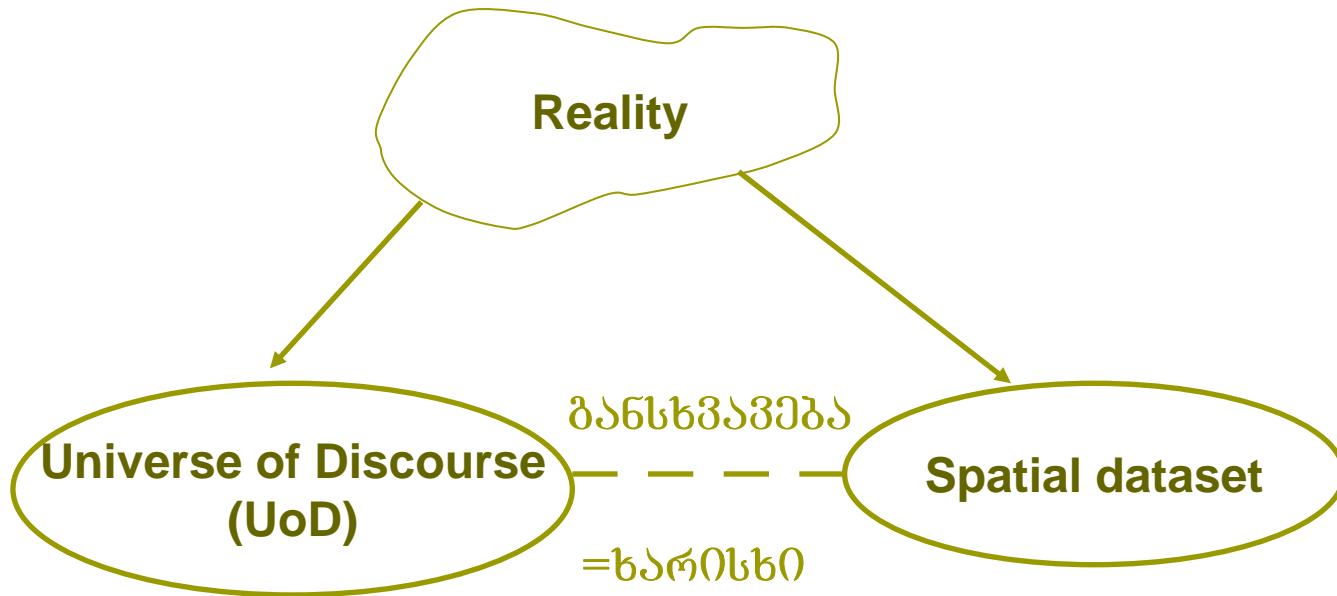 Reality
განსხვავება
Universe of Discourse
(UoD)
Spatial dataset
=ხარისხი